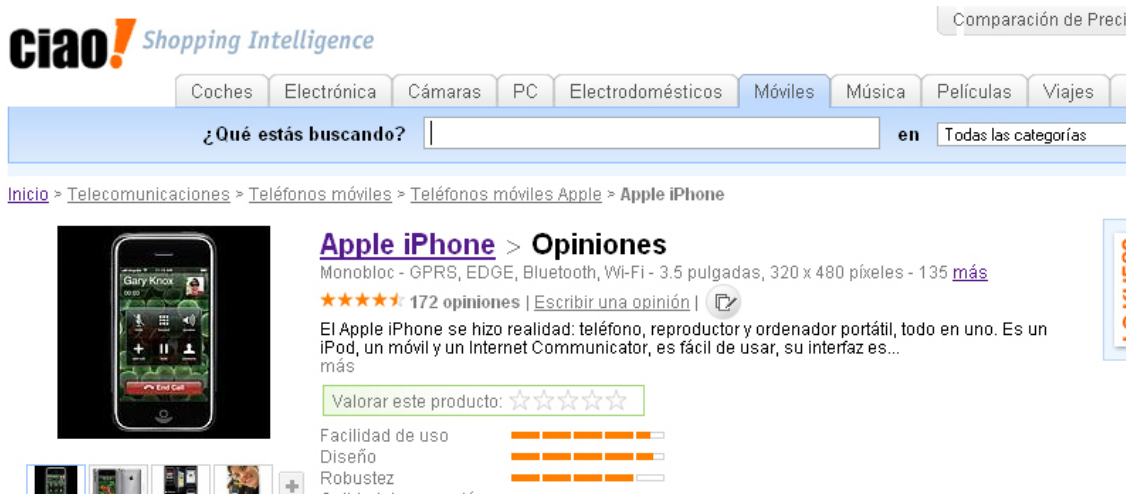 ciao! Shopping Intelligence
Comparación de Preci
Coches Electrónica Cámaras PC Electrodomésticos Móviles Música Películas Viajes
¿Qué estás buscando? en Todas las categorías
Inicio > Telecomunicaciones > Teléfonos móviles > Teléfonos móviles Apple > Apple iPhone
Apple iPhone > Opiniones
Monobloc - GPRS, EDGE, Bluetooth, Wi-Fi - 3.5 pulgadas, 320 x 480 píxeles - 135 más
172 opiniones | Escribir una opinión |
El Apple iPhone se hizo realidad: teléfono, reproductor y ordenador portátil, todo en uno. Es un
iPod, un móvil y un Internet Communicator, es fácil de usar, su interfaz es...
más
Valorar este producto:
Facilidad de uso
Diseño
Robustez
Gary Knox
End Call